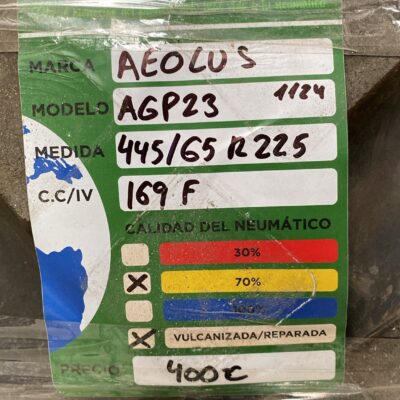 MARCA AEOLUS
MODELO AGP23 1124
MEDIDA 445/65 R 225
C.C/IV 169 F
CALIDAD DEL NEUMÁTICO
30%
X 70%
100%
X VULCANIZADA/REPARADA
PRECIO 400€